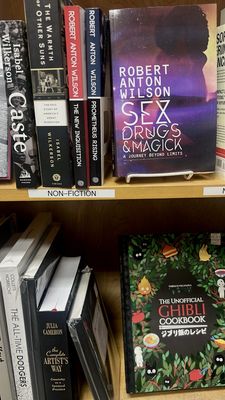 Isabel
Wilkerson
Caste
THE WARMTH
OF OTHER SUNS
ISABEL
WILKERSON
ROBERT ANTON
WILSON
THE NEW INQUISITION
ROBERT ANTON
WILSON
PROMETHEUS RISING
ROBERT
ANTON
WILSON
SEX
DRUGS
& MAGICK
A JOURNEY BEYOND LIMITS
NON-FICTION
THE ALL-TIME DODGERS
The Complete
ARTIST'S
WAY
JULIA
CAMERON
THE UNOFFICIAL
GHIBLI
COOKBOOK
ジブリ飯のレシピ